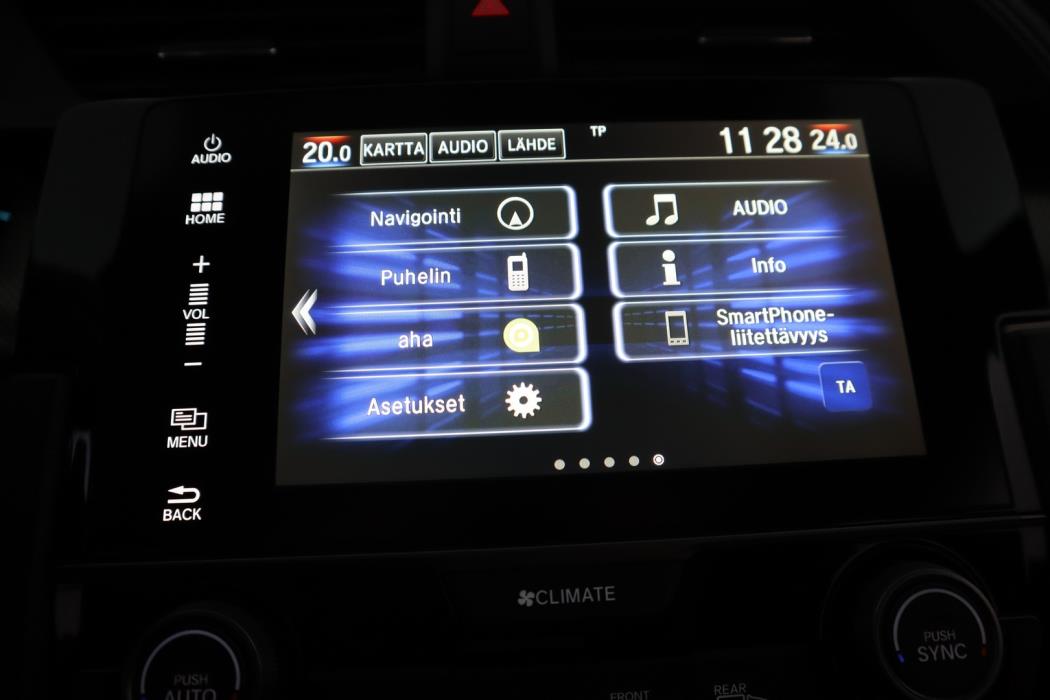 AUDIO
HOME
+
VOL
−
MENU
BACK
20.0 KARTTA AUDIO LÄHDE TP 11 28 24.0
Navigointi
Puhelin
aha
Asetukset
AUDIO
Info
SmartPhone-
liitettävyys
TA
CLIMATE
PUSH
AUTO
FRONT
REAR
PUSH
SYNC